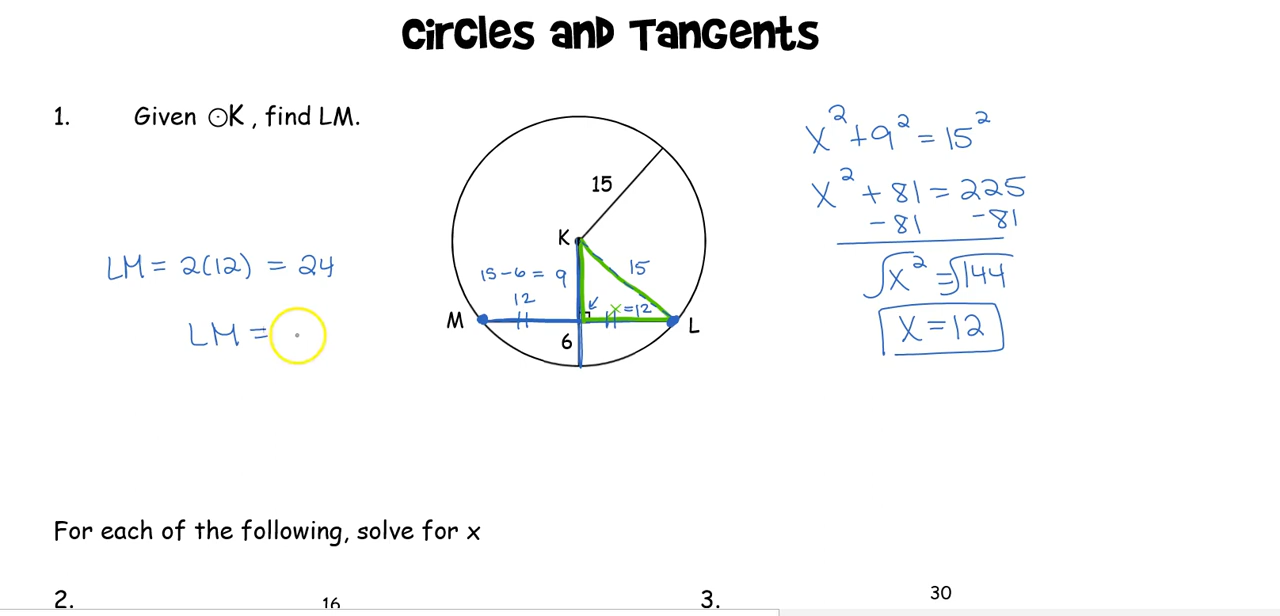 Circles and Tangents
1. Given ⊙K, find LM.
x² + 9² = 15²
x² + 81 = 225
-81 -81
√x² = √144
x = 12
LM = 2(12) = 24
LM =
15
K
15-6 = 9
15
12
x=12
M
L
6
For each of the following, solve for x
2.
16
3.
30